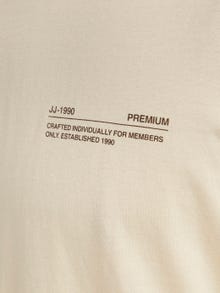 JJ-1990 PREMIUM
CRAFTED INDIVIDUALLY FOR MEMBERS
ONLY. ESTABLISHED 1990